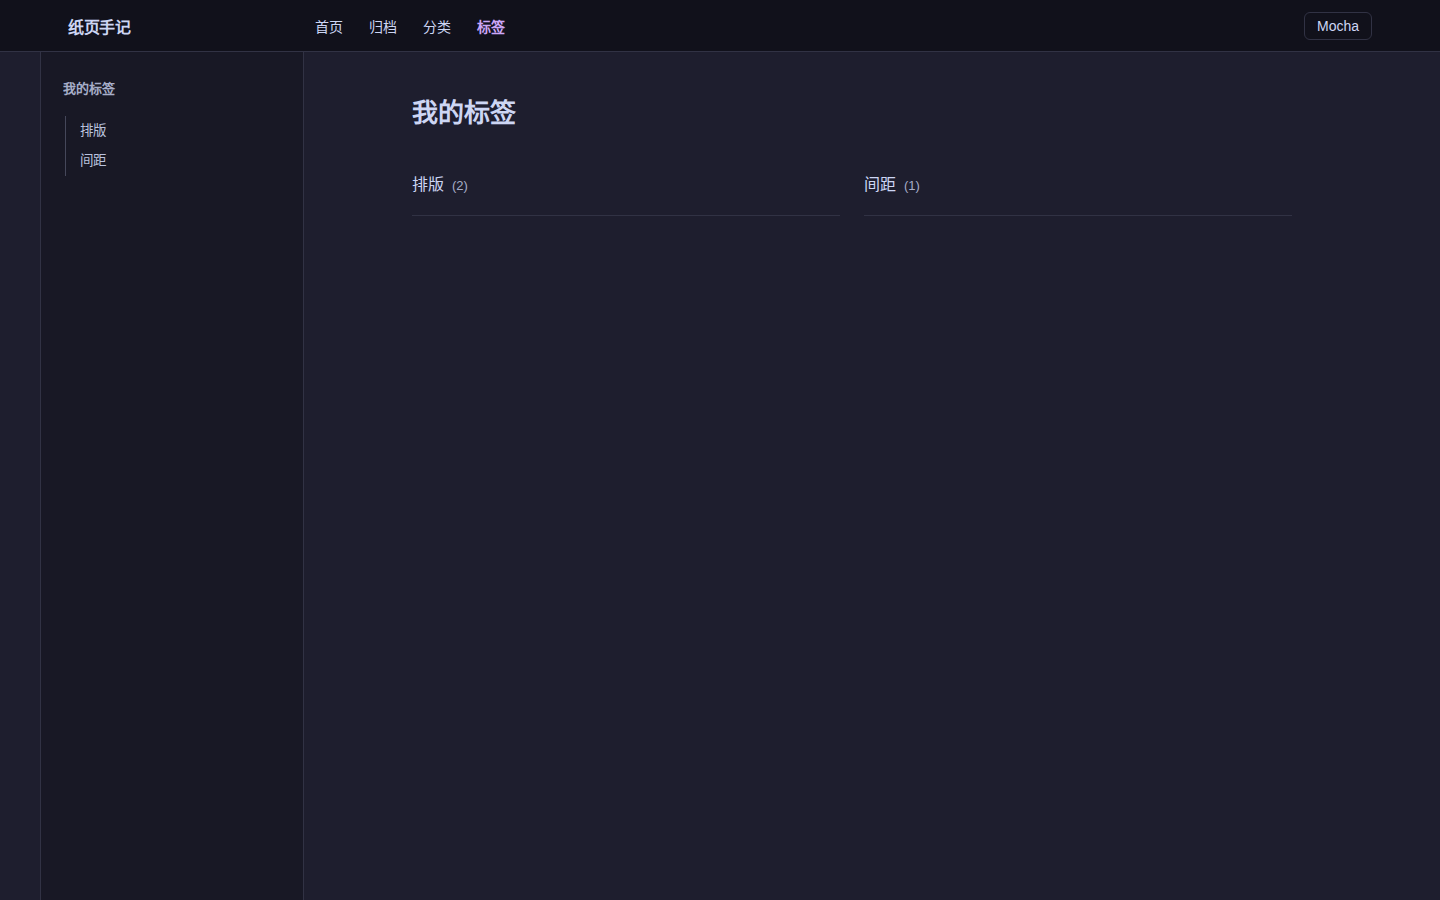 纸页手记 首页 归档 分类 标签 Mocha
我的标签
排版
间距
我的标签
排版 (2) 间距 (1)